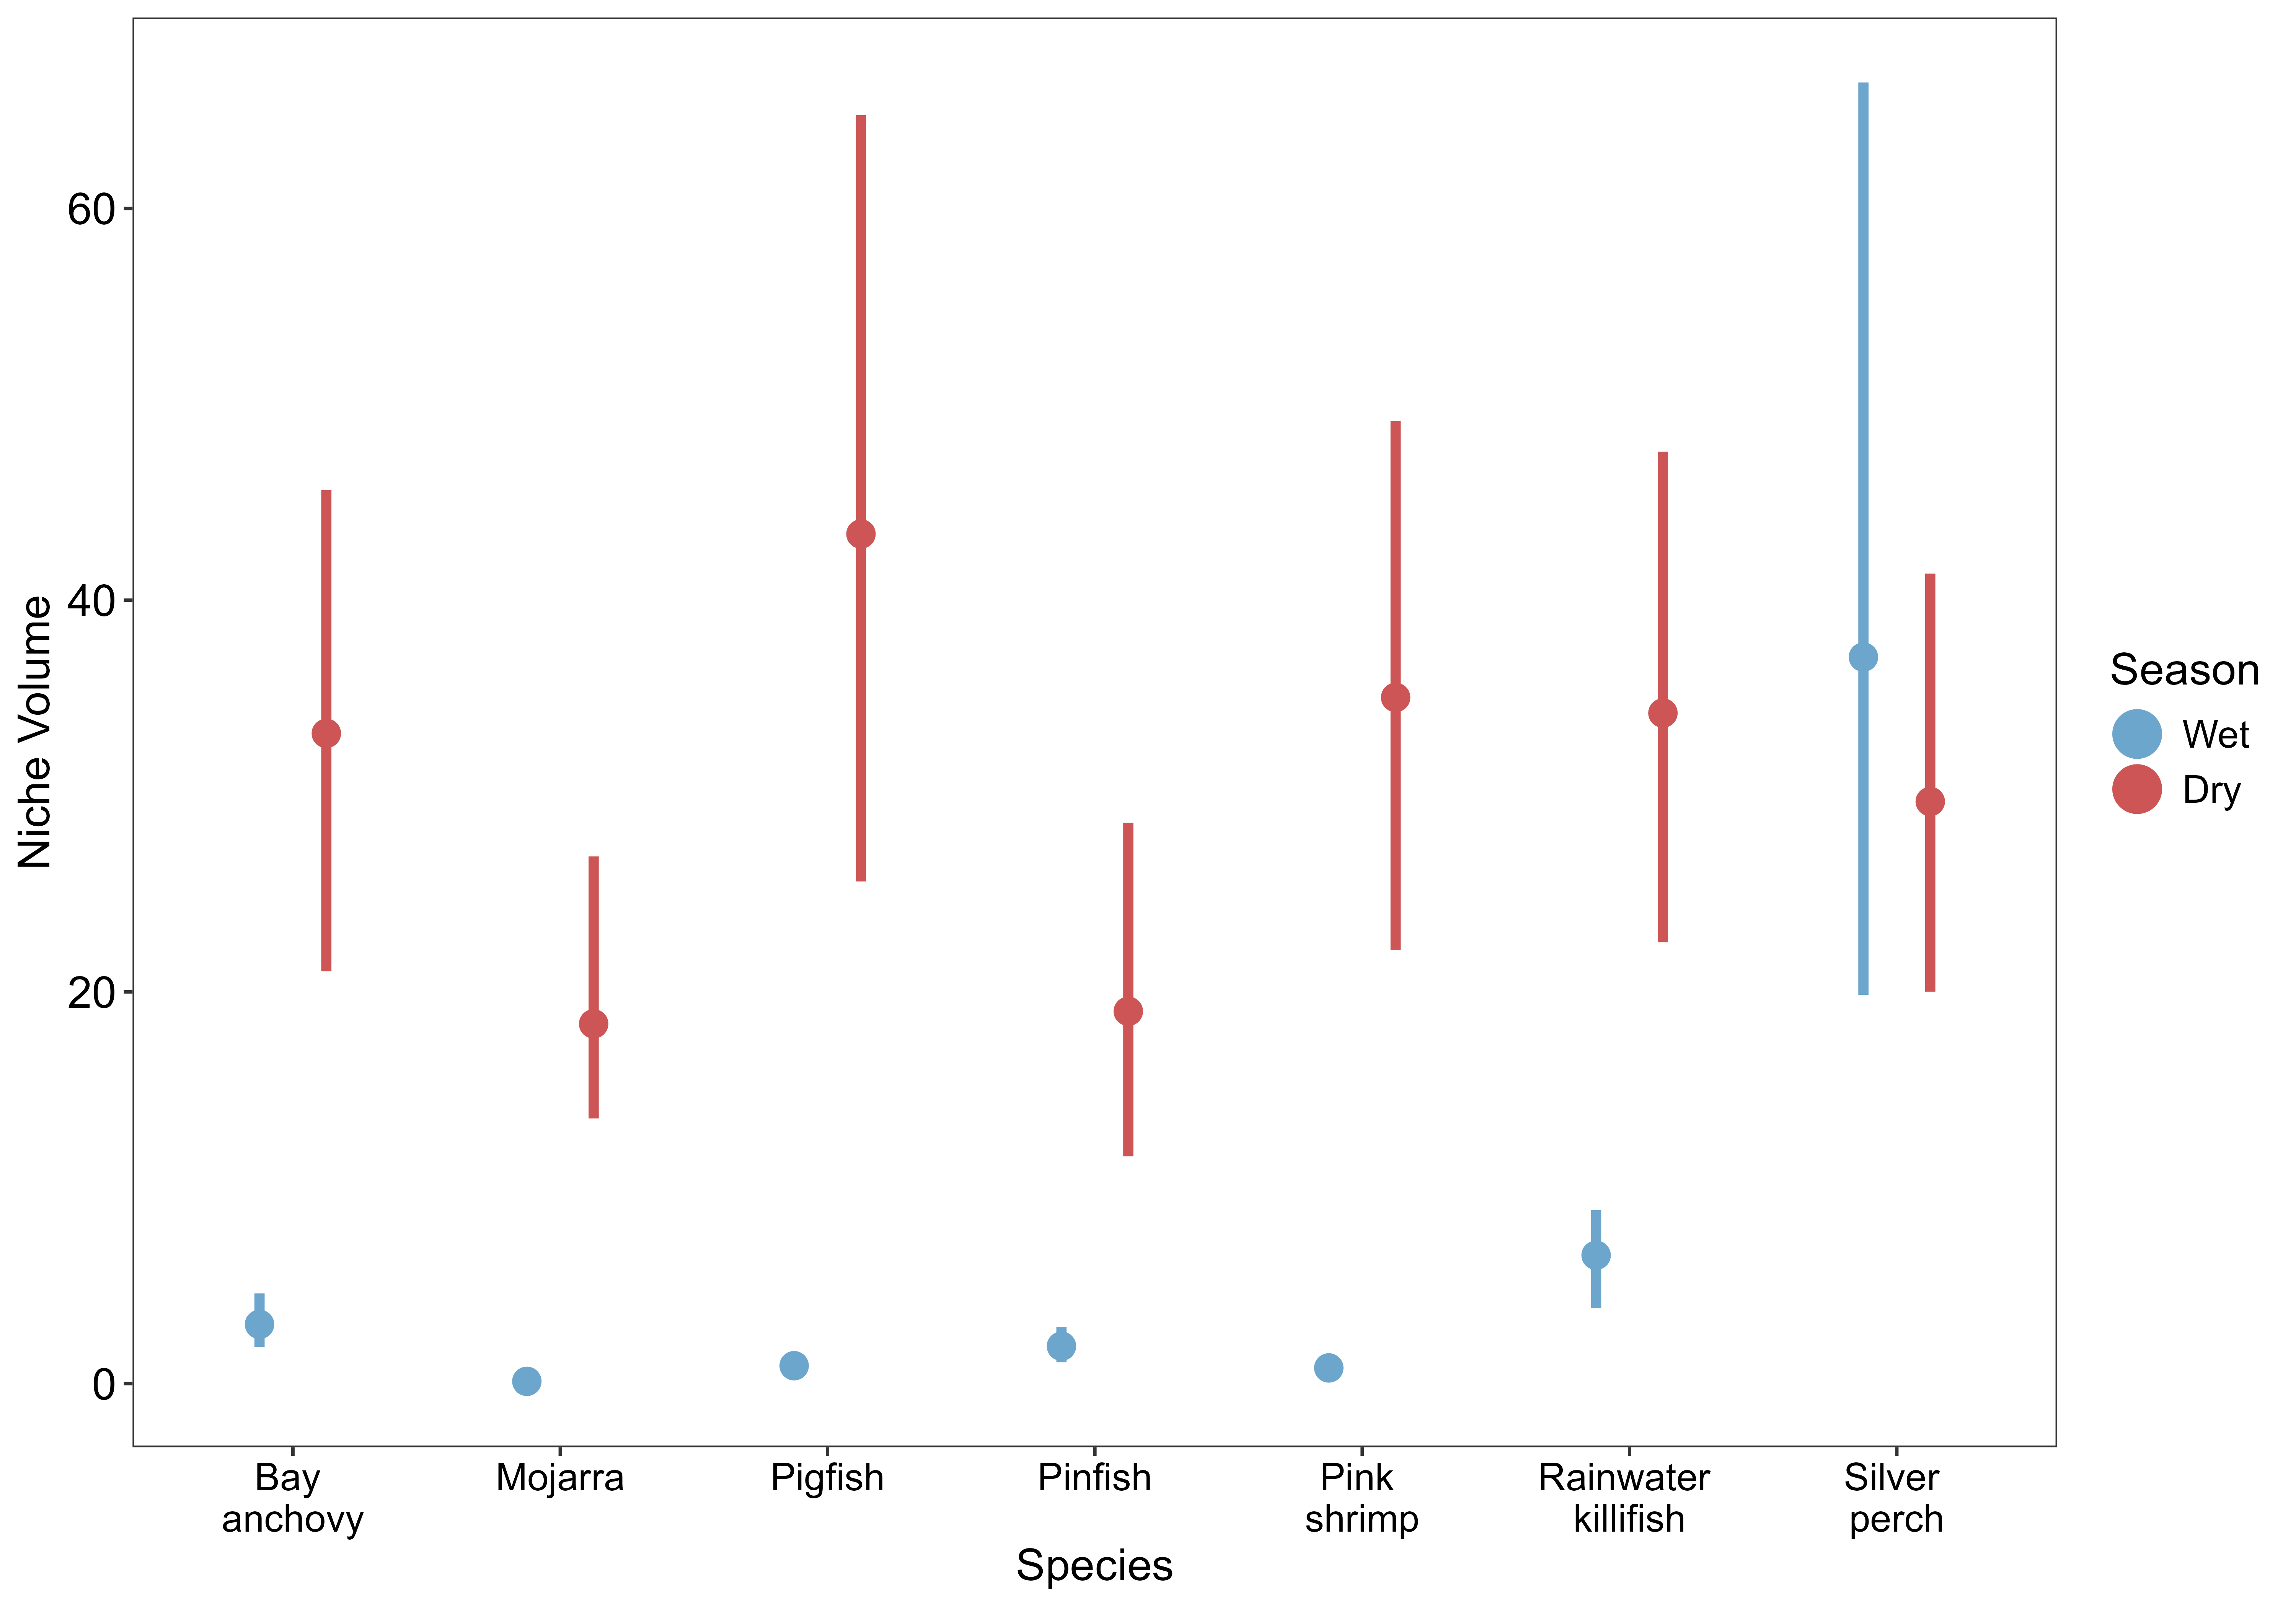 Niche Volume
60
40
20
0
Bay
anchovy
Mojarra
Pigfish
Pinfish
Pink
shrimp
Rainwater
killifish
Silver
perch
Species
Season
Wet
Dry